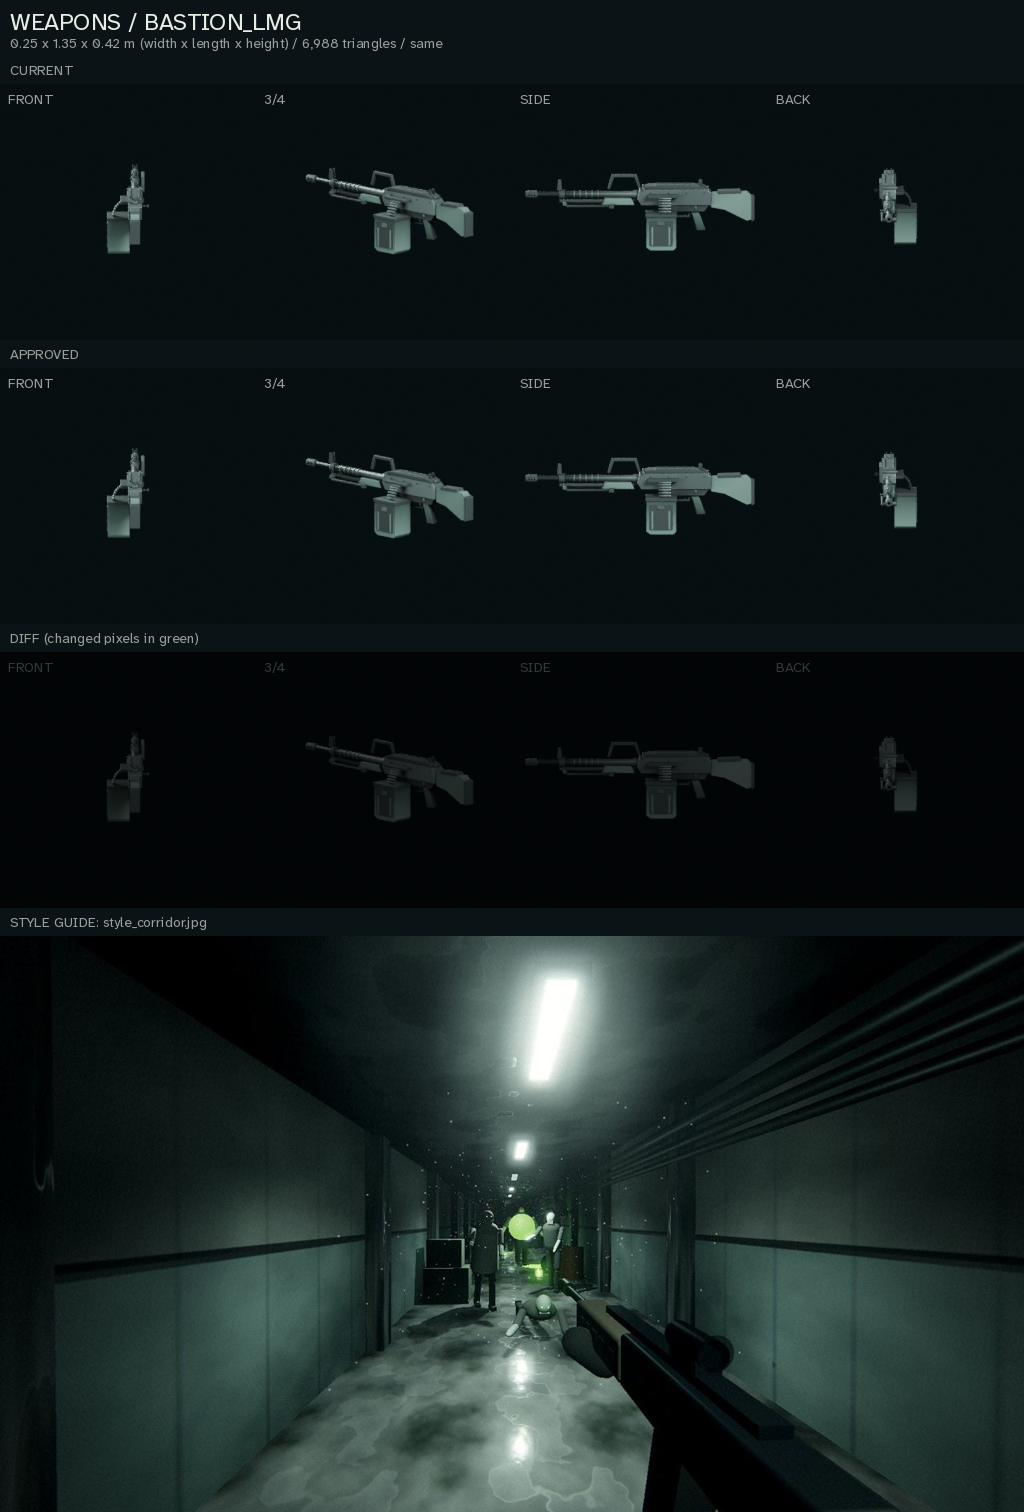 WEAPONS / BASTION_LMG
0.25 x 1.35 x 0.42 m (width x length x height) / 6,988 triangles / same
CURRENT
FRONT 3/4 SIDE BACK
APPROVED
FRONT 3/4 SIDE BACK
DIFF (changed pixels in green)
FRONT 3/4 SIDE BACK
STYLE GUIDE: style_corridor.jpg